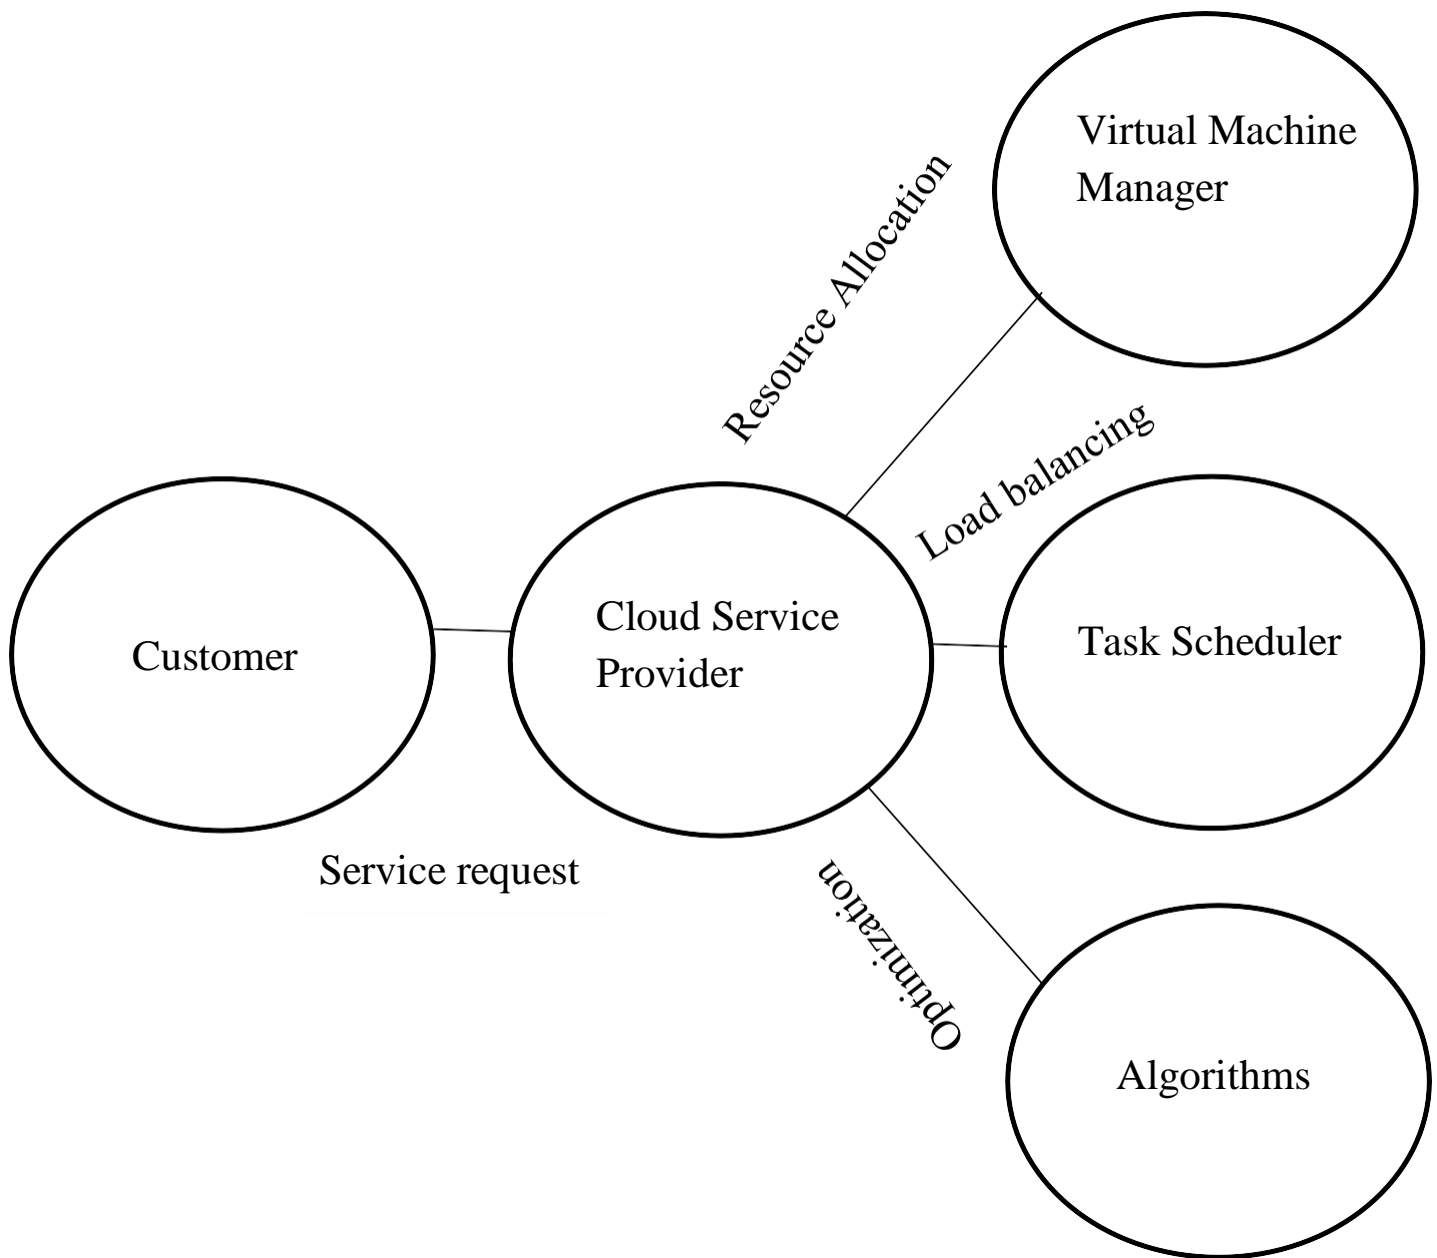 Virtual Machine
Manager
Resource Allocation
Load balancing
Cloud Service
Provider
Task Scheduler
Customer
Service request
Optimization
Algorithms